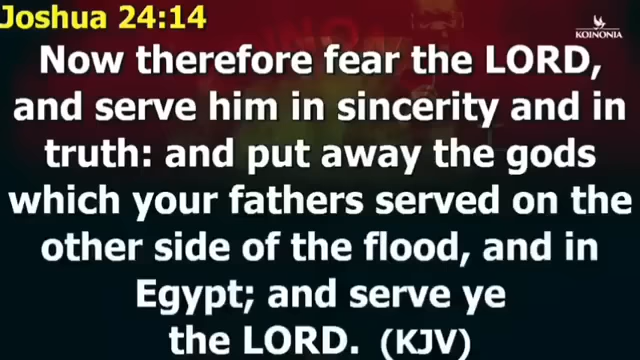 Joshua 24:14
KOINONIA
Now therefore fear the LORD,
and serve him in sincerity and in
truth: and put away the gods
which your fathers served on the
other side of the flood, and in
Egypt; and serve ye
the LORD. (KJV)